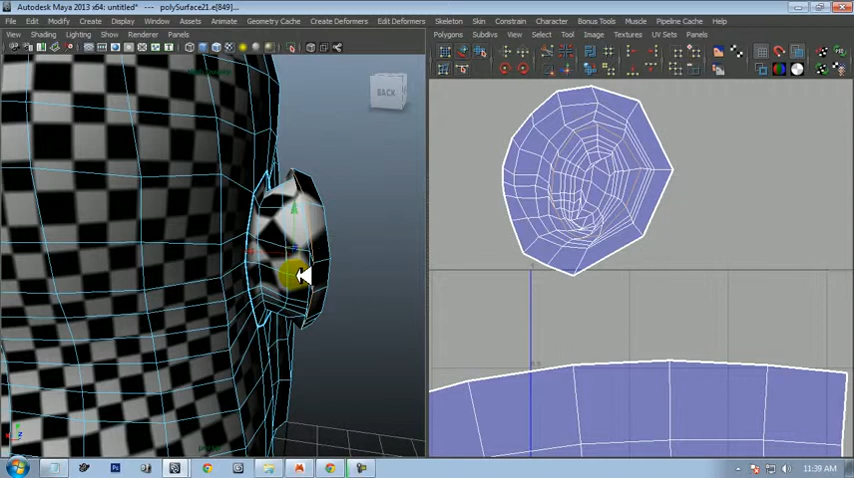 Autodesk Maya 2013 x64: untitled* --- polySurface21.e[849]...
File Edit Modify Create Display Window Assets Animate Geometry Cache Create Deformers Edit Deformers Skeleton Skin Constrain Character Bonus Tools Muscle Pipeline Cache Help
View Shading Lighting Show Renderer Panels
Polygons Subdivs View Select Tool Image Textures UV Sets Panels
BACK
11:39 AM